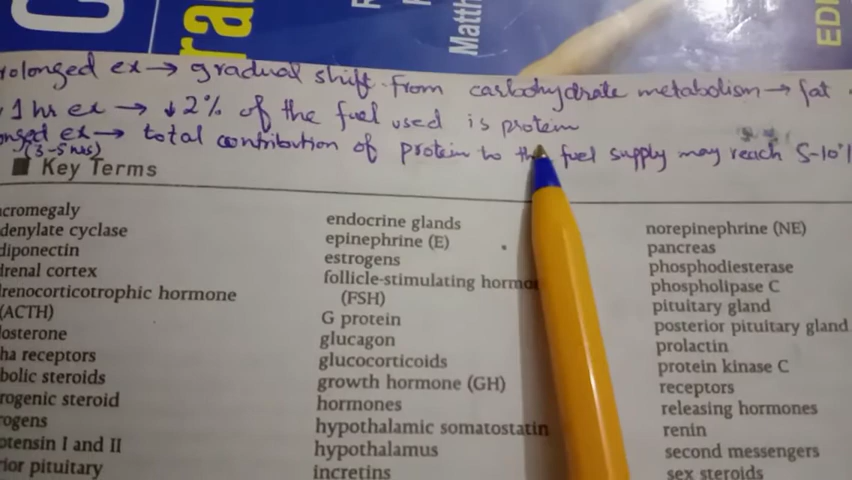 Matth
EDI
rolonged ex → gradual shift from carbohydrate metabolism → fat
1 hr ex → ↓ 2% of the fuel used is protein
onged ex → total contribution of protein to the fuel supply may reach 5-10%
(3-5 hrs)
Key Terms
cromegaly
denylate cyclase
diponectin
drenal cortex
drenocorticotrophic hormone
(ACTH)
losterone
ha receptors
bolic steroids
rogenic steroid
rogens
otensin I and II
rior pituitary
endocrine glands
epinephrine (E)
estrogens
follicle-stimulating hormo
(FSH)
G protein
glucagon
glucocorticoids
growth hormone (GH)
hormones
hypothalamic somatostatin
hypothalamus
incretins
norepinephrine (NE)
pancreas
phosphodiesterase
phospholipase C
pituitary gland
posterior pituitary gland
prolactin
protein kinase C
receptors
releasing hormones
renin
second messengers
sex steroids